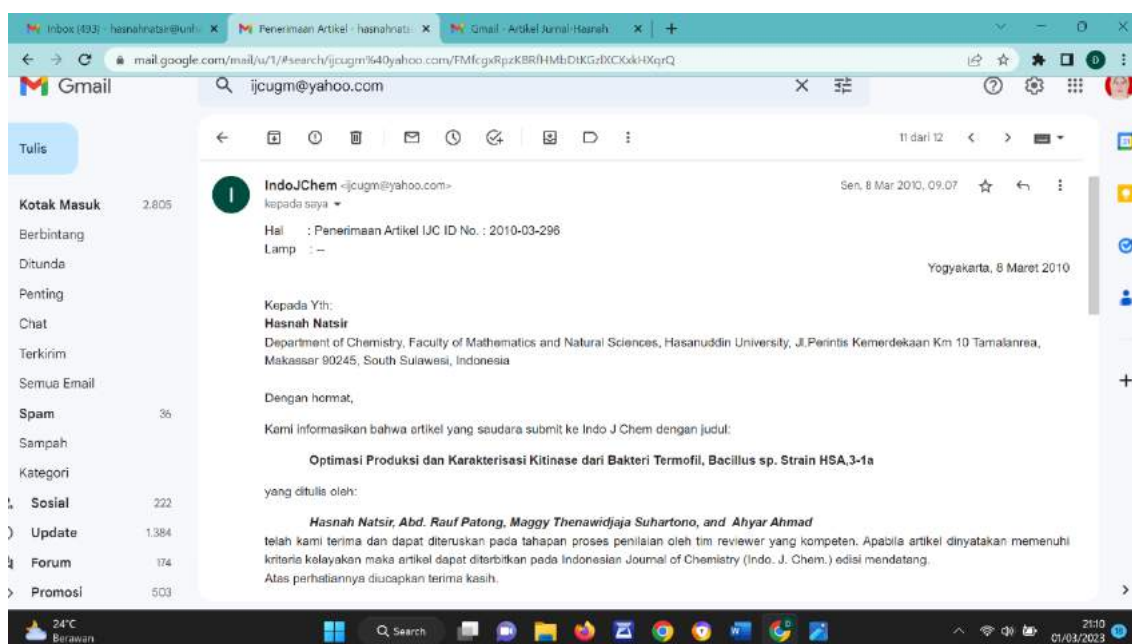 Inbox (493) - hasnahnatsir@unh
Penerimaan Artikel - hasnahnats
Gmail - Artikel Jurnal-Hasnah
mail.google.com/mail/u/1/#search/ijcugm%40yahoo.com/
Gmail
ijcugm@yahoo.com
Tulis
11 dari 12
Kotak Masuk 2.805
Berbintang
Ditunda
Penting
Chat
Terkirim
Semua Email
Spam 36
Sampah
Kategori
Sosial 222
Update 1.384
Forum 174
Promosi 503
I
IndoJChem <ijcugm@yahoo.com>
Sen, 8 Mar 2010, 09.07
kepada saya
Hal : Penerimaan Artikel IJC ID No. : 2010-03-296
Lamp : --
Yogyakarta, 8 Maret 2010
Kepada Yth:
Hasnah Natsir
Department of Chemistry, Faculty of Mathematics and Natural Sciences, Hasanuddin University, Jl.Perintis Kemerdekaan Km 10 Tamalanrea,
Makassar 90245, South Sulawesi, Indonesia
Dengan hormat,
Kami informasikan bahwa artikel yang saudara submit ke Indo J Chem dengan judul:
Optimasi Produksi dan Karakterisasi Kitinase dari Bakteri Termofil, Bacillus sp. Strain HSA,3-1a
yang ditulis oleh:
Hasnah Natsir, Abd. Rauf Patong, Maggy Thenawidjaja Suhartono, and Ahyar Ahmad
telah kami terima dan dapat diteruskan pada tahapan proses penilaian oleh tim reviewer yang kompeten. Apabila artikel dinyatakan memenuhi
kriteria kelayakan maka artikel dapat diterbitkan pada Indonesian Journal of Chemistry (Indo. J. Chem.) edisi mendatang.
Atas perhatiannya diucapkan terima kasih.
24°C
Berawan
Search
21:10
01/03/2023